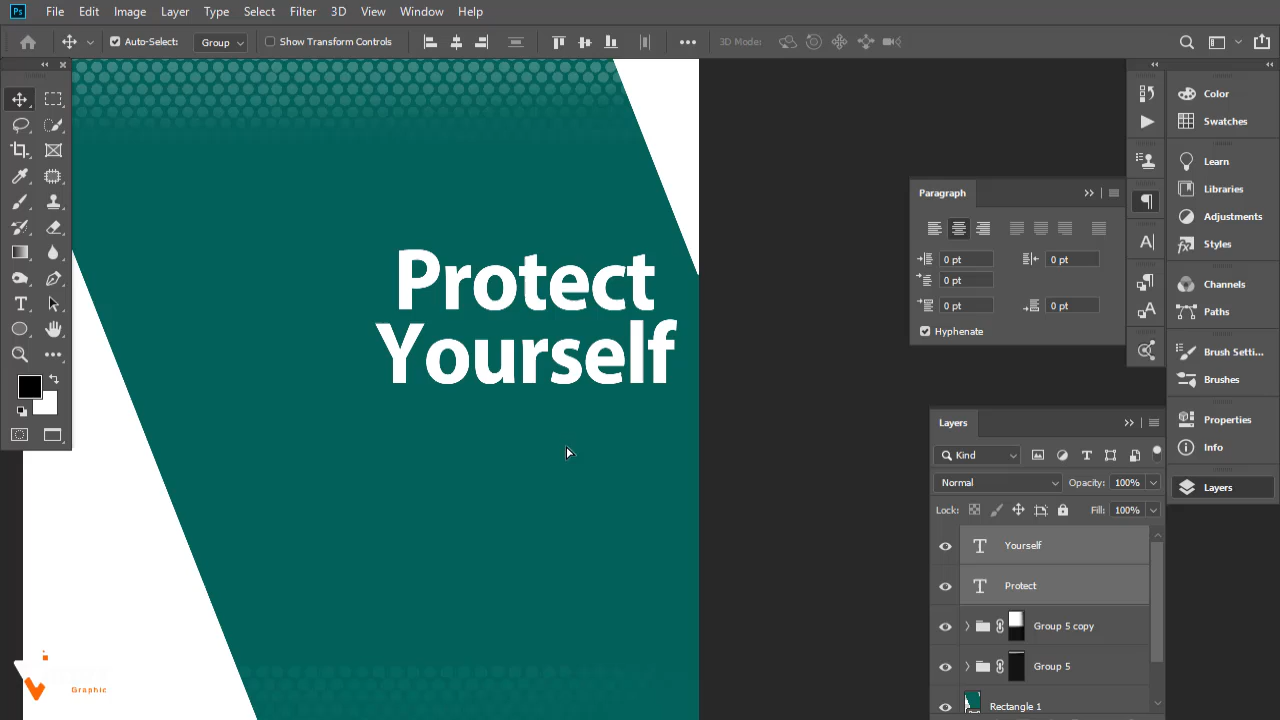 Ps File Edit Image Layer Type Select Filter 3D View Window Help
Auto-Select: Group Show Transform Controls 3D Mode:
Protect
Yourself
Graphic
Paragraph
0 pt 0 pt
0 pt
0 pt 0 pt
Hyphenate
Color
Swatches
Learn
Libraries
Adjustments
Styles
Channels
Paths
Brush Setti...
Brushes
Properties
Info
Layers
Layers
Kind
Normal Opacity: 100%
Lock: Fill: 100%
Yourself
Protect
Group 5 copy
Group 5
Rectangle 1